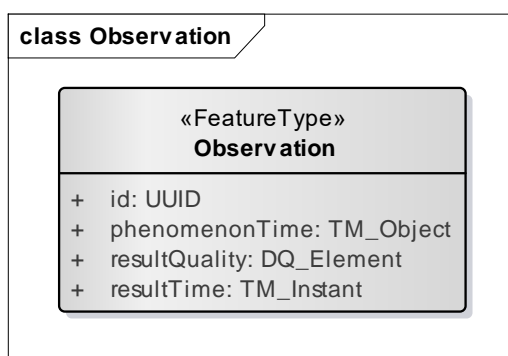 class Observation
«FeatureType»
Observation
+ id: UUID
+ phenomenonTime: TM_Object
+ resultQuality: DQ_Element
+ resultTime: TM_Instant